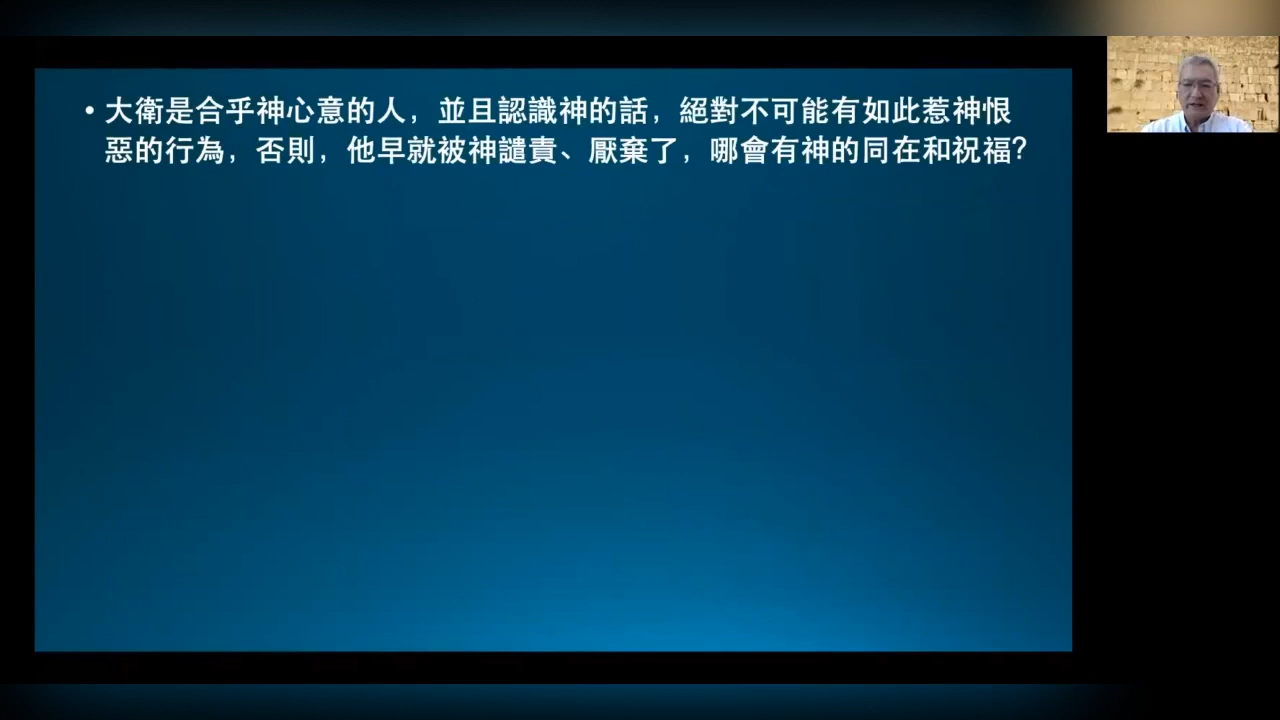 • 大衛是合乎神心意的人，並且認識神的話，絕對不可能有如此惹神恨
惡的行為，否則，他早就被神譴責、厭棄了，哪會有神的同在和祝福？